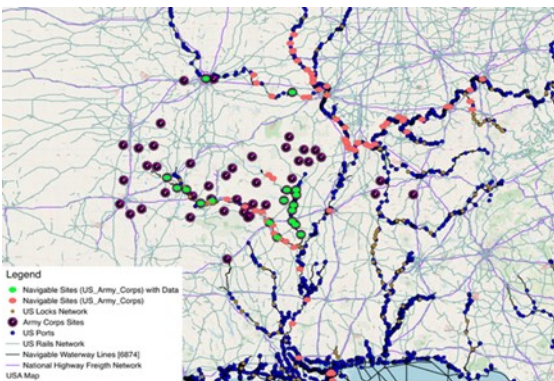 Legend
Navigable Sites (US_Army_Corps) with Data
Navigable Sites (US_Army_Corps)
US Locks Network
Army Corps Sites
US Ports
US Rails Network
Navigable Waterway Lines [6874]
National Highway Freigth Network
USA Map